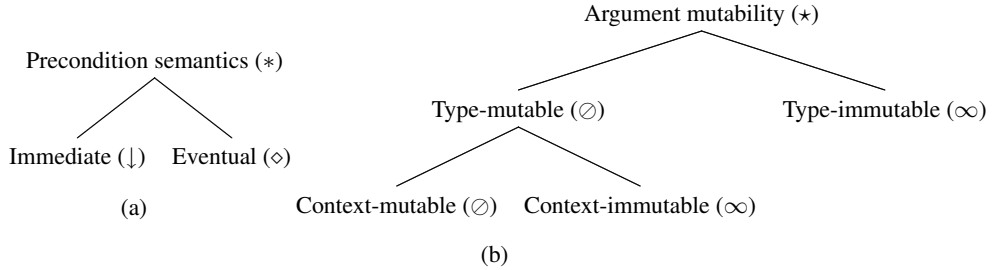 Argument mutability (⋆)
Precondition semantics (∗)
Type-mutable (⊘)
Type-immutable (∞)
Immediate (↓)
Eventual (⋄)
(a)
Context-mutable (⊘)
Context-immutable (∞)
(b)